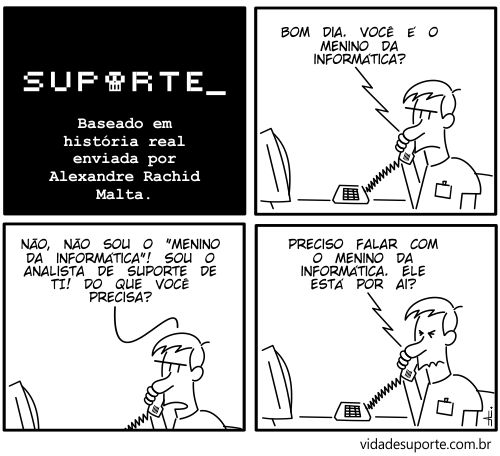 SUPORTE_
Baseado em
história real
enviada por
Alexandre Rachid
Malta.
BOM DIA. VOCÊ É O
MENINO DA
INFORMÁTICA?
NÃO, NÃO SOU O "MENINO
DA INFORMÁTICA"! SOU O
ANALISTA DE SUPORTE DE
TI! DO QUE VOCÊ
PRECISA?
PRECISO FALAR COM
O MENINO DA
INFORMÁTICA. ELE
ESTÁ POR AÍ?
vidadesuporte.com.br